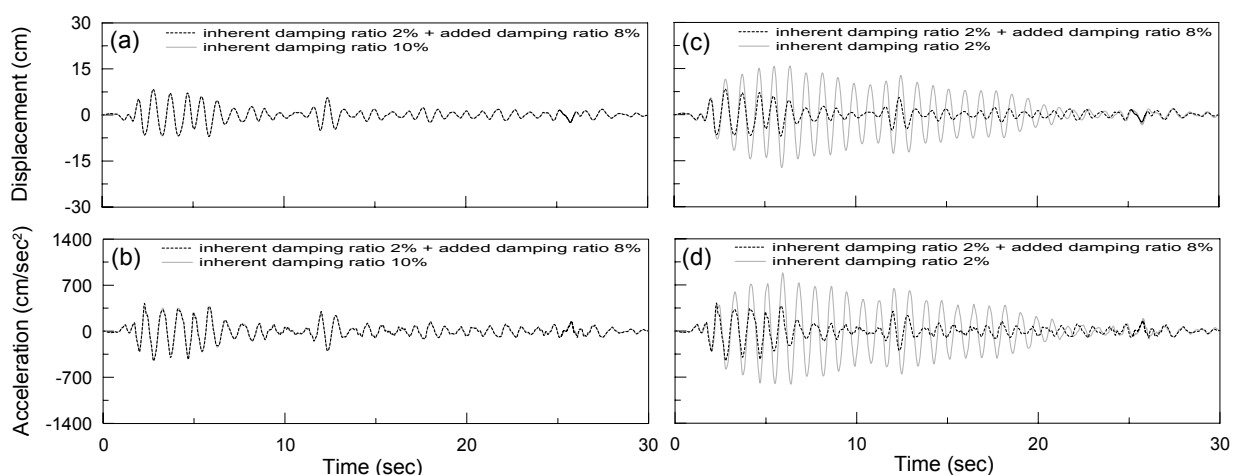 Displacement (cm)
30
15
0
-15
-30
(a)
inherent damping ratio 2% + added damping ratio 8%
inherent damping ratio 10%
(c)
inherent damping ratio 2% + added damping ratio 8%
inherent damping ratio 2%
Acceleration (cm/sec²)
1400
700
0
-700
-1400
(b)
inherent damping ratio 2% + added damping ratio 8%
inherent damping ratio 10%
(d)
inherent damping ratio 2% + added damping ratio 8%
inherent damping ratio 2%
0 10 20 30
Time (sec)
0 10 20 30
Time (sec)